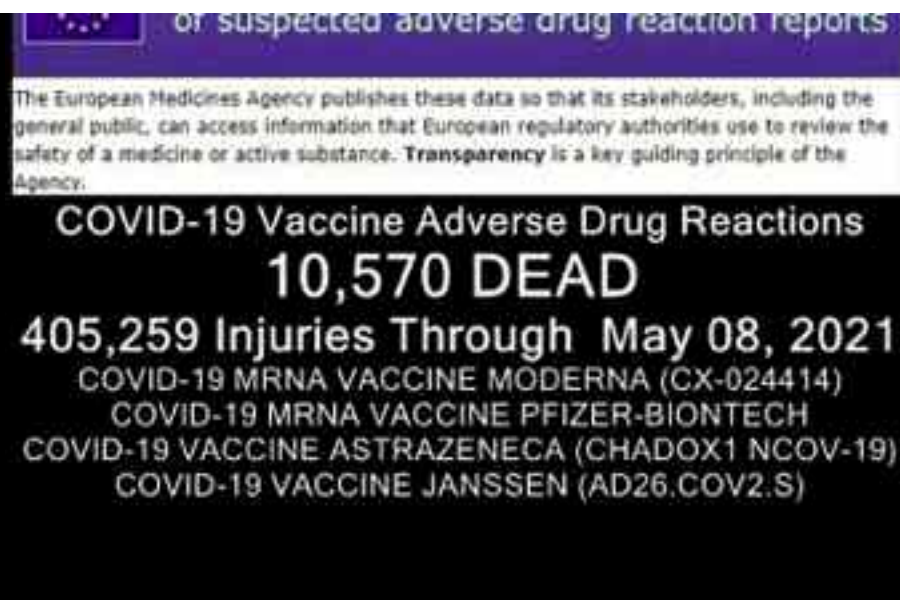 of suspected adverse drug reaction reports
The European Medicines Agency publishes these data so that its stakeholders, including the
general public, can access information that European regulatory authorities use to review the
safety of a medicine or active substance. Transparency is a key guiding principle of the
Agency.
COVID-19 Vaccine Adverse Drug Reactions
10,570 DEAD
405,259 Injuries Through May 08, 2021
COVID-19 MRNA VACCINE MODERNA (CX-024414)
COVID-19 MRNA VACCINE PFIZER-BIONTECH
COVID-19 VACCINE ASTRAZENECA (CHADOX1 NCOV-19)
COVID-19 VACCINE JANSSEN (AD26.COV2.S)